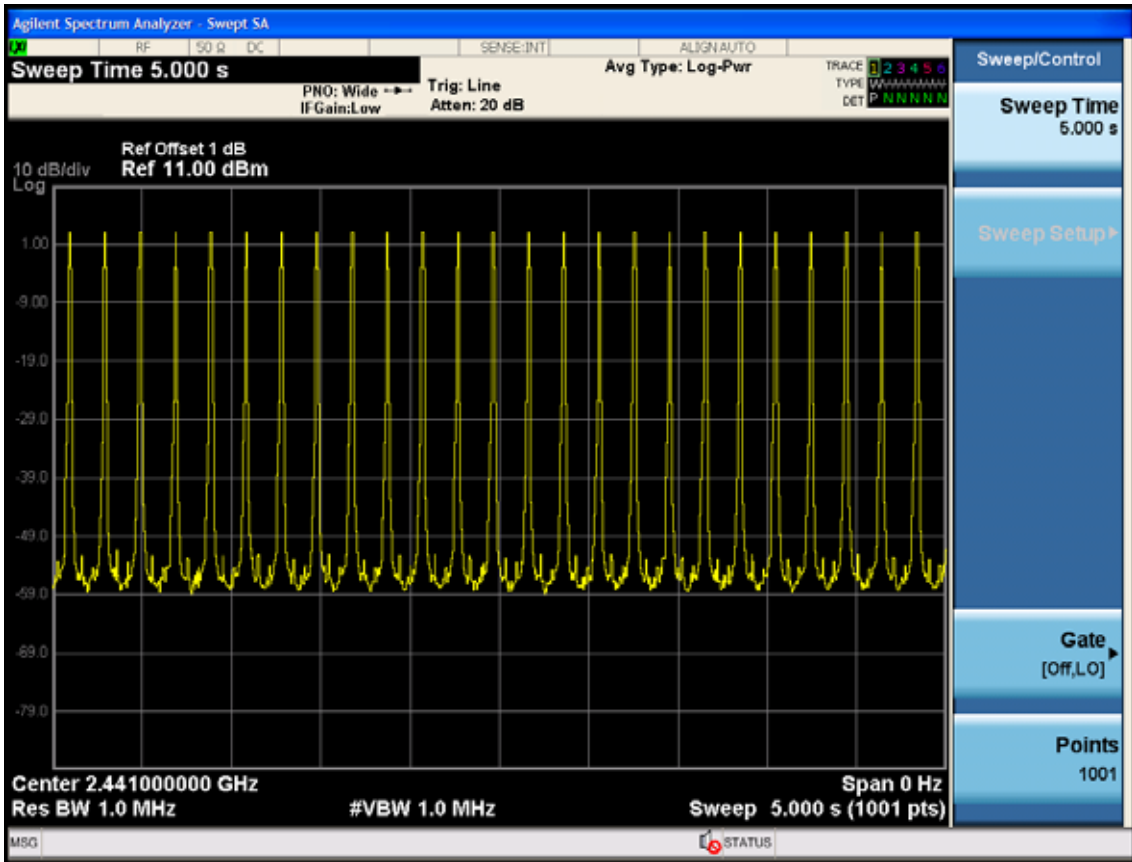 Agilent Spectrum Analyzer - Swept SA
LXI RF 50 Ω DC SENSE:INT ALIGN AUTO
Sweep Time 5.000 s
PNO: Wide
IFGain:Low
Trig: Line
Atten: 20 dB
Avg Type: Log-Pwr
TRACE 1 2 3 4 5 6
TYPE WWWWWW
DET P N N N N N
Ref Offset 1 dB
10 dB/div Ref 11.00 dBm
Log
1.00
-9.00
-19.0
-29.0
-39.0
-49.0
-59.0
-69.0
-79.0
Center 2.441000000 GHz Span 0 Hz
Res BW 1.0 MHz #VBW 1.0 MHz Sweep 5.000 s (1001 pts)
MSG STATUS
Sweep/Control
Sweep Time
5.000 s
Sweep Setup
Gate
[Off,LO]
Points
1001